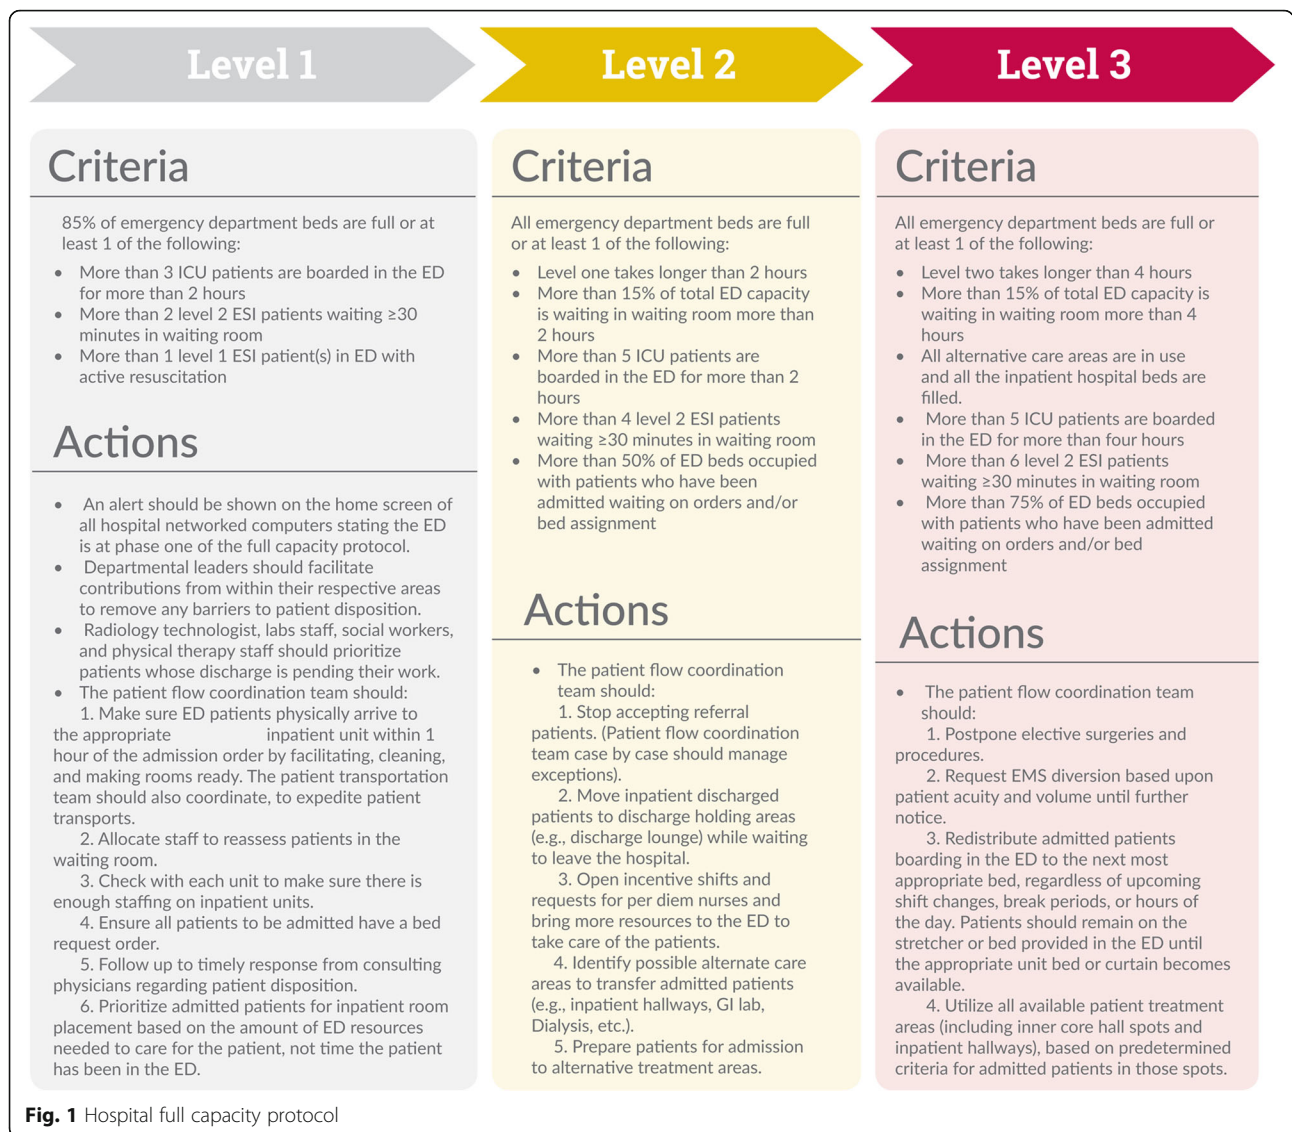 Level 1
Level 2
Level 3
Criteria
85% of emergency department beds are full or at
least 1 of the following:
• More than 3 ICU patients are boarded in the ED
for more than 2 hours
• More than 2 level 2 ESI patients waiting ≥30
minutes in waiting room
• More than 1 level 1 ESI patient(s) in ED with
active resuscitation
Actions
• An alert should be shown on the home screen of
all hospital networked computers stating the ED
is at phase one of the full capacity protocol.
• Departmental leaders should facilitate
contributions from within their respective areas
to remove any barriers to patient disposition.
• Radiology technologist, labs staff, social workers,
and physical therapy staff should prioritize
patients whose discharge is pending their work.
• The patient flow coordination team should:
1. Make sure ED patients physically arrive to
the appropriate inpatient unit within 1
hour of the admission order by facilitating, cleaning,
and making rooms ready. The patient transportation
team should also coordinate, to expedite patient
transports.
2. Allocate staff to reassess patients in the
waiting room.
3. Check with each unit to make sure there is
enough staffing on inpatient units.
4. Ensure all patients to be admitted have a bed
request order.
5. Follow up to timely response from consulting
physicians regarding patient disposition.
6. Prioritize admitted patients for inpatient room
placement based on the amount of ED resources
needed to care for the patient, not time the patient
has been in the ED.
Criteria
All emergency department beds are full
or at least 1 of the following:
• Level one takes longer than 2 hours
• More than 15% of total ED capacity
is waiting in waiting room more than
2 hours
• More than 5 ICU patients are
boarded in the ED for more than 2
hours
• More than 4 level 2 ESI patients
waiting ≥30 minutes in waiting room
• More than 50% of ED beds occupied
with patients who have been
admitted waiting on orders and/or
bed assignment
Actions
• The patient flow coordination
team should:
1. Stop accepting referral
patients. (Patient flow coordination
team case by case should manage
exceptions).
2. Move inpatient discharged
patients to discharge holding areas
(e.g., discharge lounge) while waiting
to leave the hospital.
3. Open incentive shifts and
requests for per diem nurses and
bring more resources to the ED to
take care of the patients.
4. Identify possible alternate care
areas to transfer admitted patients
(e.g., inpatient hallways, GI lab,
Dialysis, etc.).
5. Prepare patients for admission
to alternative treatment areas.
Criteria
All emergency department beds are full or
at least 1 of the following:
• Level two takes longer than 4 hours
• More than 15% of total ED capacity is
waiting in waiting room more than 4
hours
• All alternative care areas are in use
and all the inpatient hospital beds are
filled.
• More than 5 ICU patients are boarded
in the ED for more than four hours
• More than 6 level 2 ESI patients
waiting ≥30 minutes in waiting room
• More than 75% of ED beds occupied
with patients who have been admitted
waiting on orders and/or bed
assignment
Actions
• The patient flow coordination team
should:
1. Postpone elective surgeries and
procedures.
2. Request EMS diversion based upon
patient acuity and volume until further
notice.
3. Redistribute admitted patients
boarding in the ED to the next most
appropriate bed, regardless of upcoming
shift changes, break periods, or hours of
the day. Patients should remain on the
stretcher or bed provided in the ED until
the appropriate unit bed or curtain becomes
available.
4. Utilize all available patient treatment
areas (including inner core hall spots and
inpatient hallways), based on predetermined
criteria for admitted patients in those spots.
Fig. 1 Hospital full capacity protocol